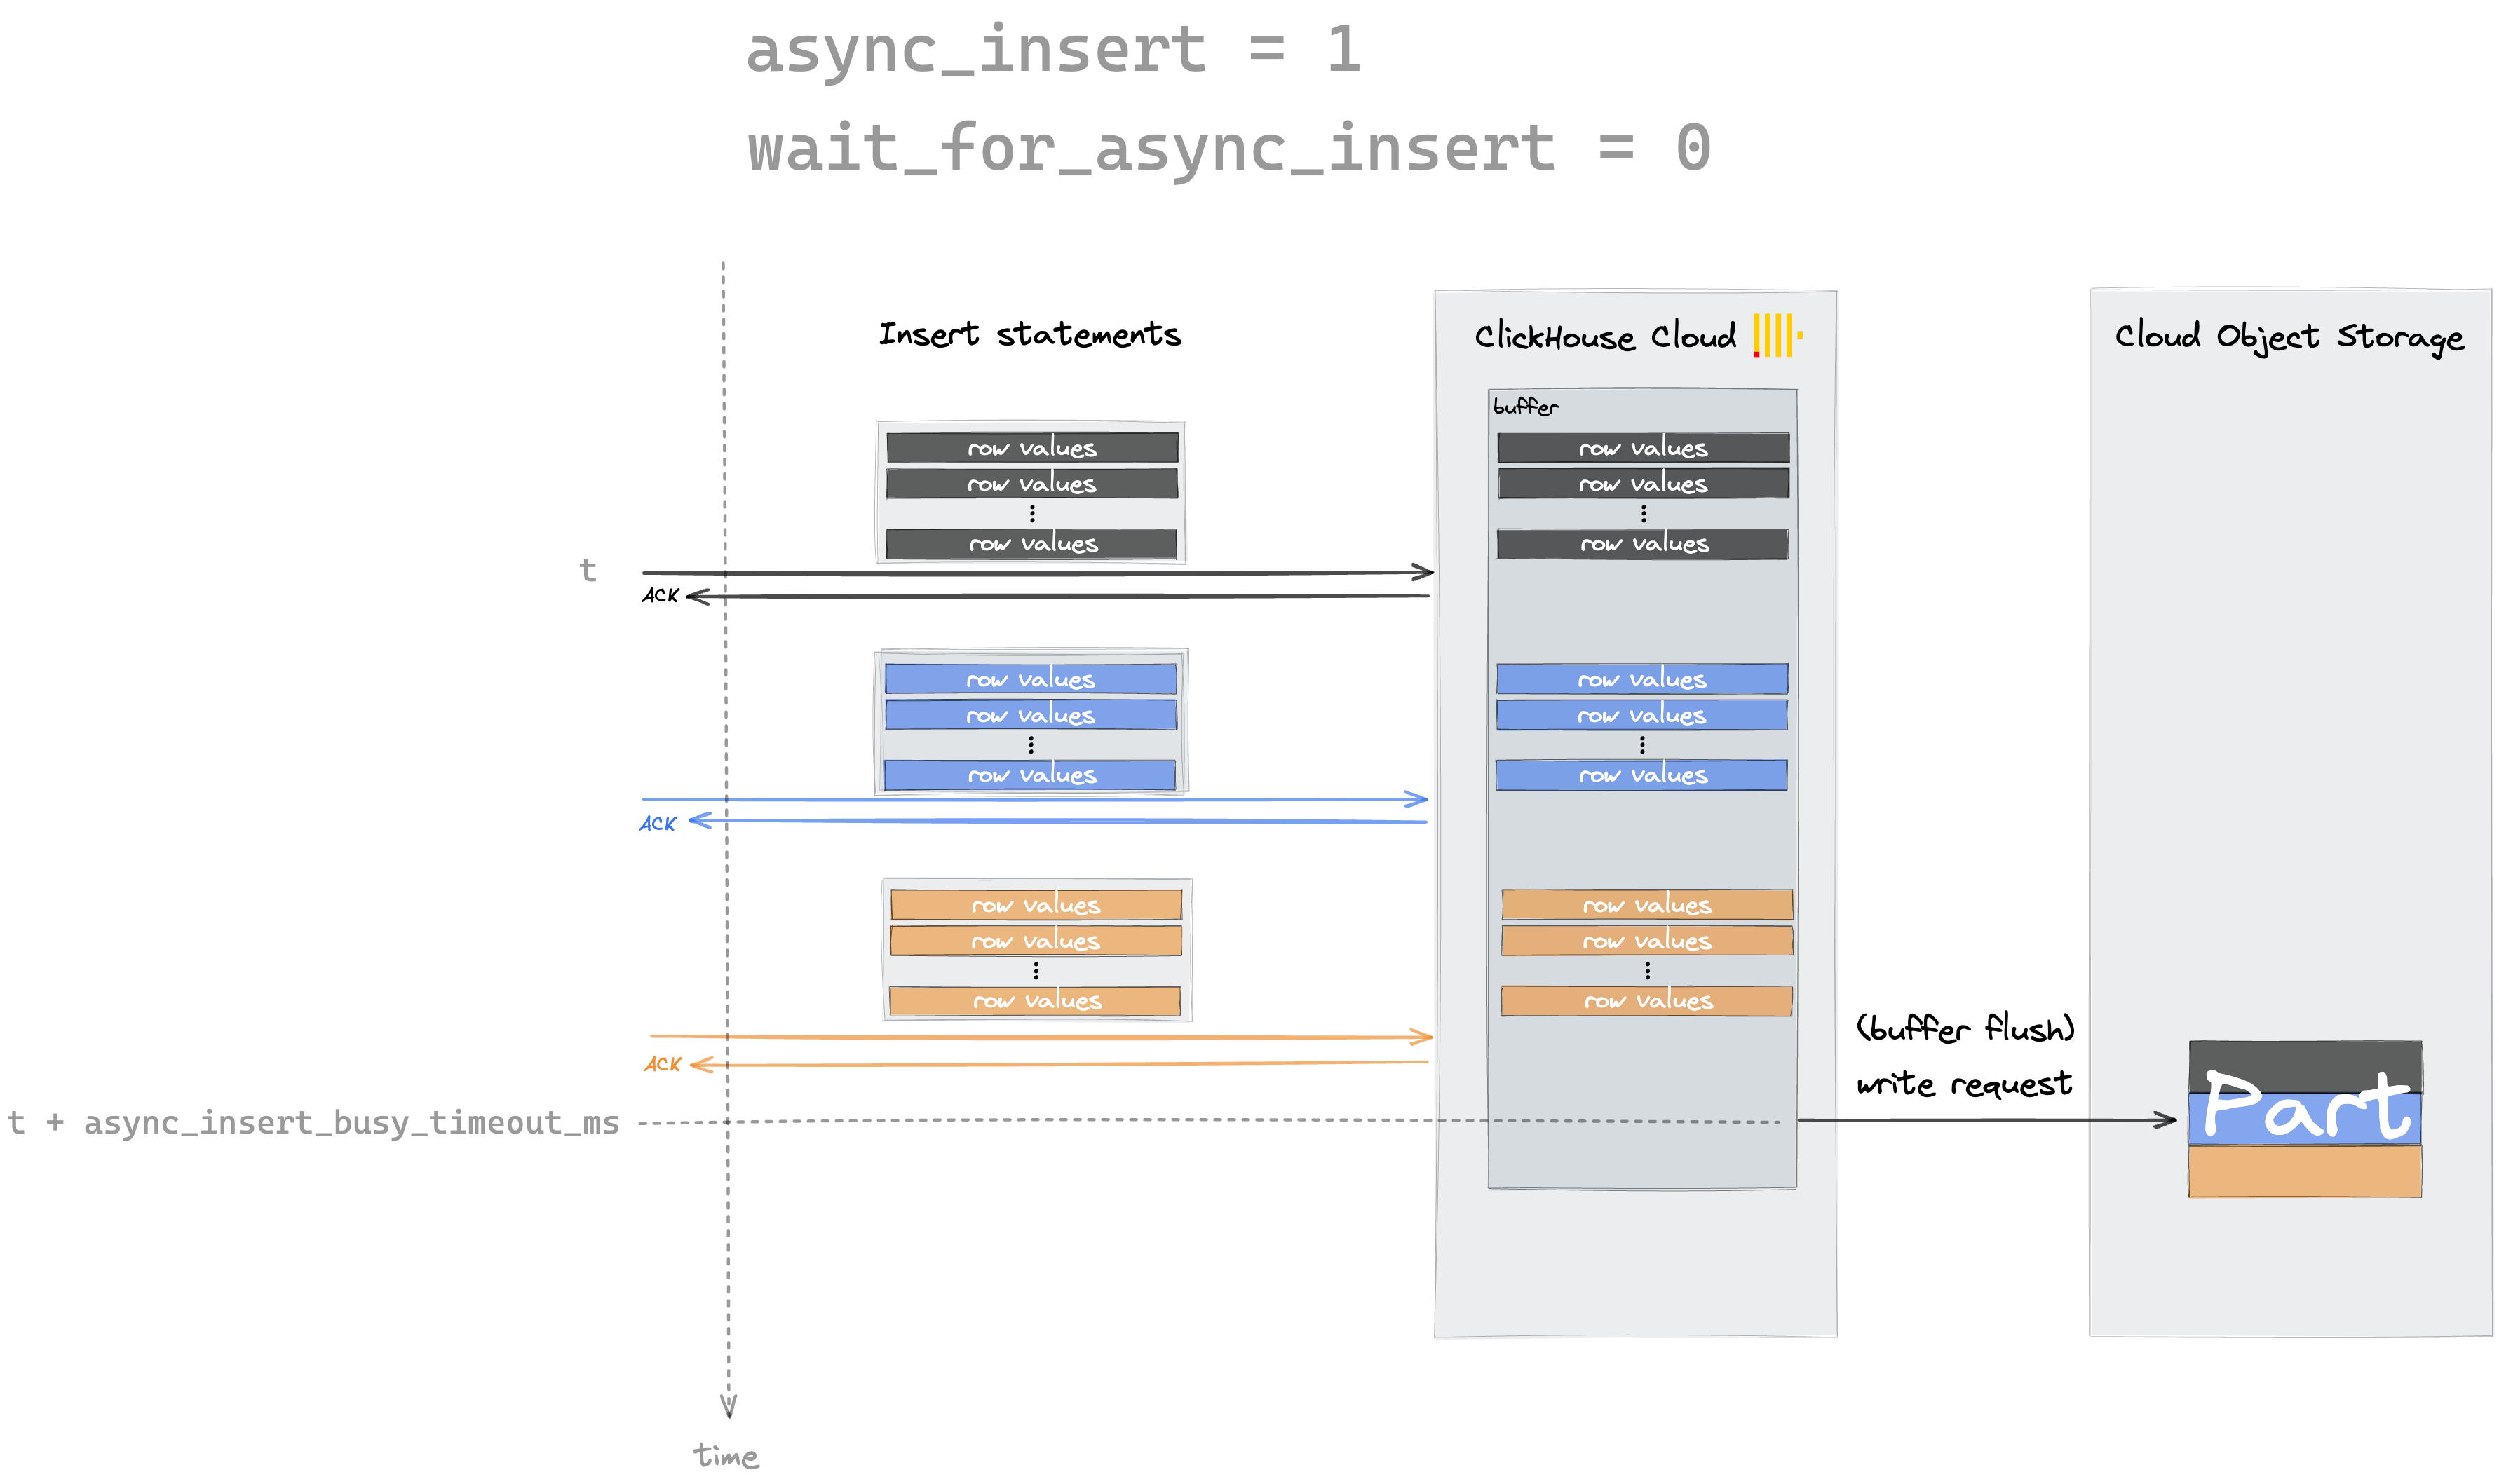 async_insert = 1
wait_for_async_insert = 0
Insert statements
ClickHouse Cloud
Cloud Object Storage
buffer
row values
row values
row values
row values
row values
row values
t
ACK
row values
row values
row values
row values
row values
row values
ACK
row values
row values
row values
row values
row values
row values
ACK
(buffer flush)
write request
Part
t + async_insert_busy_timeout_ms
time